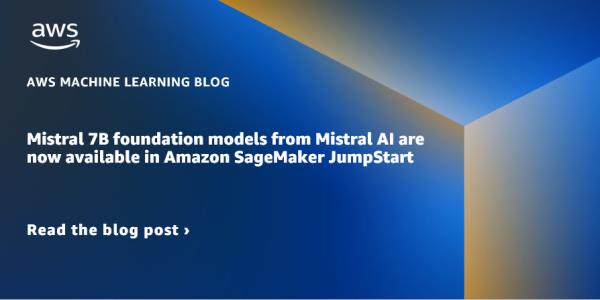 aws
AWS MACHINE LEARNING BLOG
Mistral 7B foundation models from Mistral AI are
now available in Amazon SageMaker JumpStart
Read the blog post ›